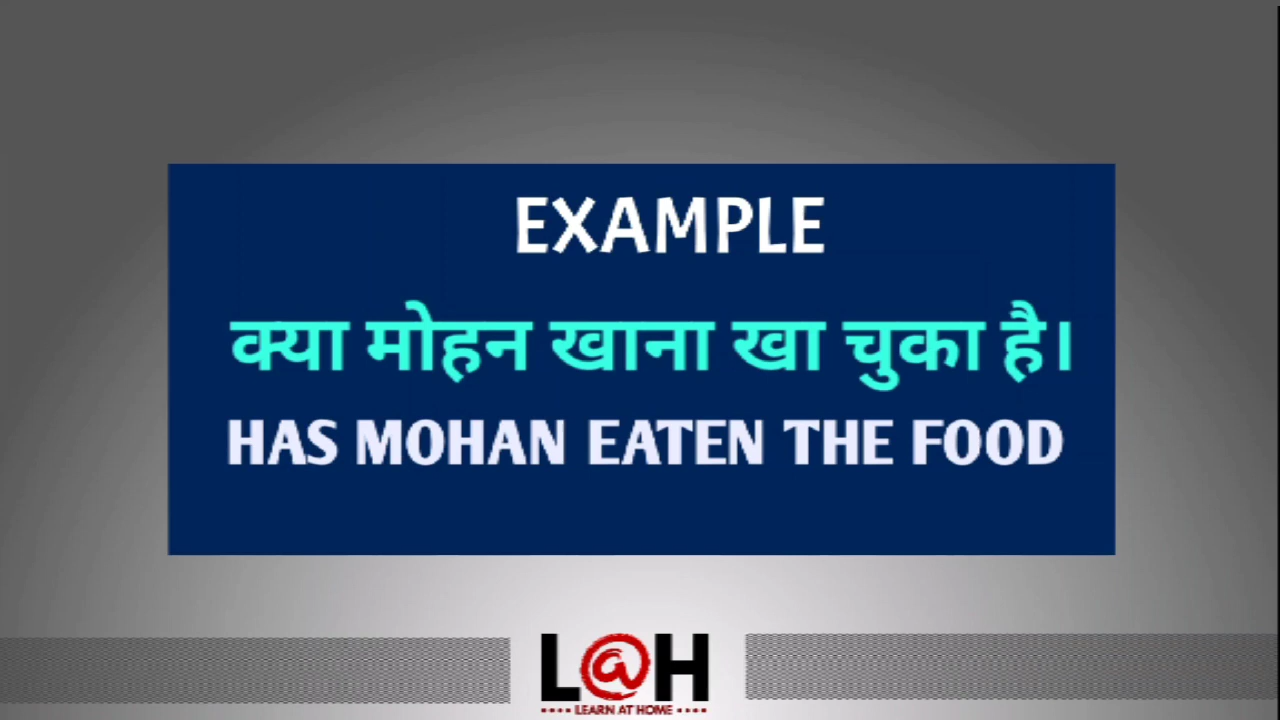 EXAMPLE
क्या मोहन खाना खा चुका है।
HAS MOHAN EATEN THE FOOD
L@H
LEARN AT HOME